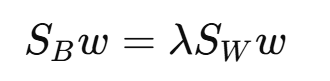 S_B w = λ S_W w